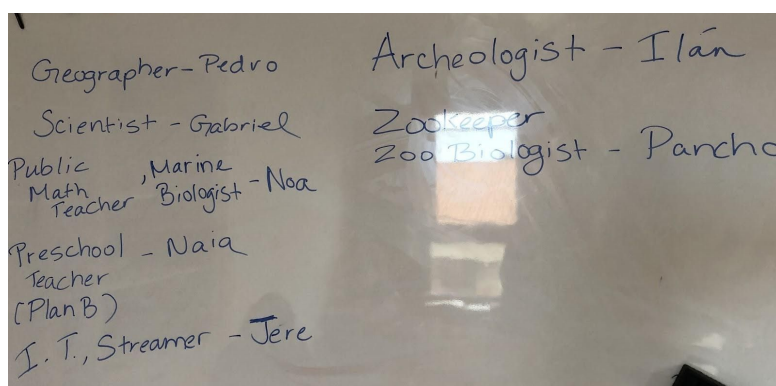 Geographer - Pedro
Scientist - Gabriel
Public Math Teacher, Marine Biologist - Noa
Preschool Teacher - Naia
(Plan B)
I.T., Streamer - Jere
Archeologist - Ilán
Zookeeper
Zoo Biologist - Pancho